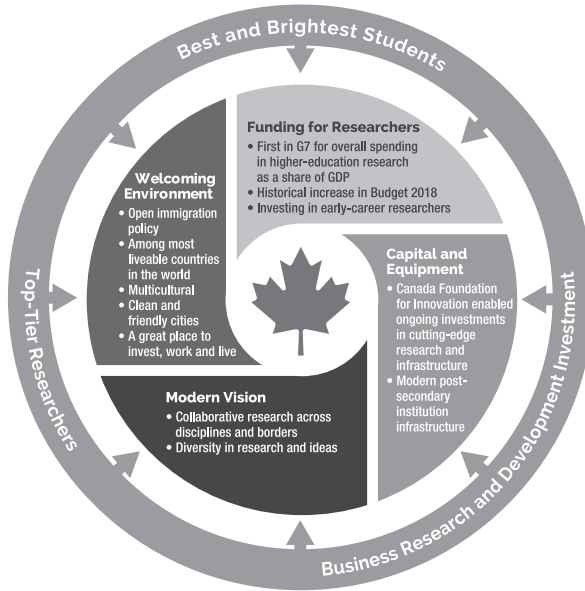 Best and Brightest Students
Funding for Researchers
• First in G7 for overall spending
in higher-education research
as a share of GDP
• Historical increase in Budget 2018
• Investing in early-career researchers
Welcoming
Environment
• Open immigration
policy
• Among most
liveable countries
in the world
• Multicultural
• Clean and
friendly cities
• A great place to
invest, work and live
Capital and
Equipment
• Canada Foundation
for Innovation enabled
ongoing investments
in cutting-edge
research and
infrastructure
• Modern post-
secondary
institution
infrastructure
Modern Vision
• Collaborative research across
disciplines and borders
• Diversity in research and ideas
Top-Tier Researchers
Business Research and Development Investment